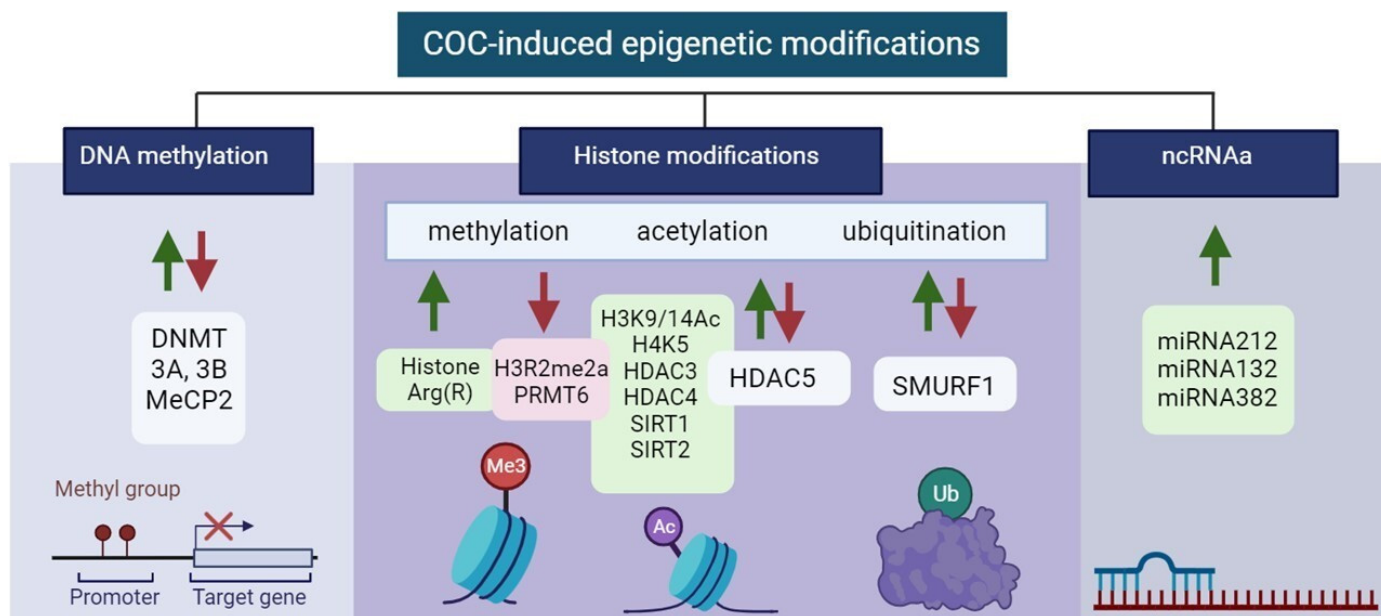 COC-induced epigenetic modifications
DNA methylation
Histone modifications
ncRNAa
methylation acetylation ubiquitination
DNMT
3A, 3B
MeCP2
Histone
Arg(R)
H3R2me2a
PRMT6
H3K9/14Ac
H4K5
HDAC3
HDAC4
SIRT1
SIRT2
HDAC5
SMURF1
miRNA212
miRNA132
miRNA382
Methyl group
Promoter
Target gene
Me3
Ac
Ub